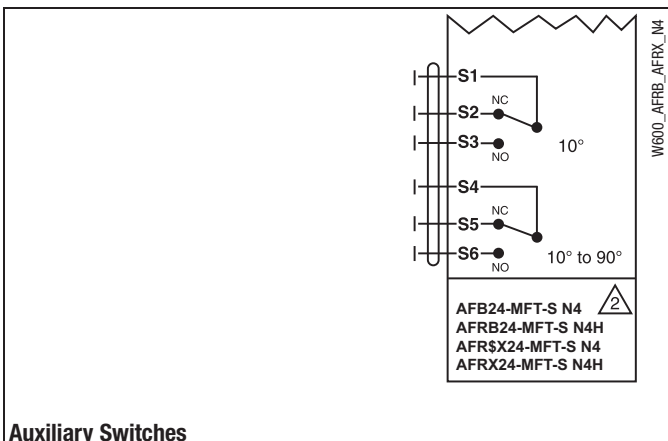 S1
NC
S2
S3
NO
10°
S4
NC
S5
S6
NO
10° to 90°
AFB24-MFT-S N4
2
AFRB24-MFT-S N4H
AFR$X24-MFT-S N4
AFRX24-MFT-S N4H
W600_AFRB_AFRX_N4
Auxiliary Switches